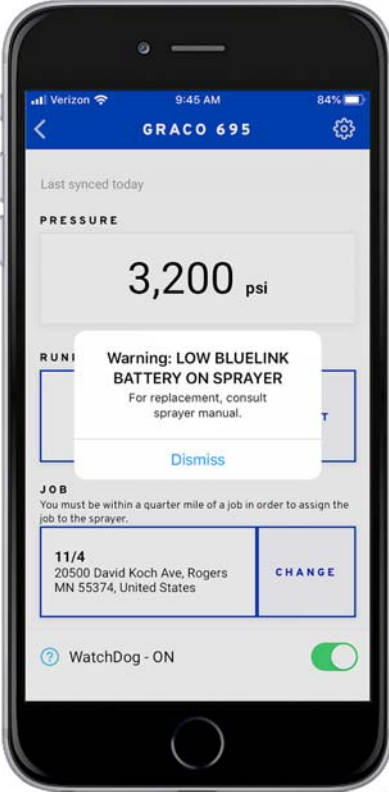 Verizon 9:45 AM 84%
GRACO 695
Last synced today
PRESSURE
3,200 psi
Warning: LOW BLUELINK
BATTERY ON SPRAYER
For replacement, consult
sprayer manual.
Dismiss
JOB
You must be within a quarter mile of a job in order to assign the
job to the sprayer.
11/4
20500 David Koch Ave, Rogers
MN 55374, United States
CHANGE
WatchDog - ON